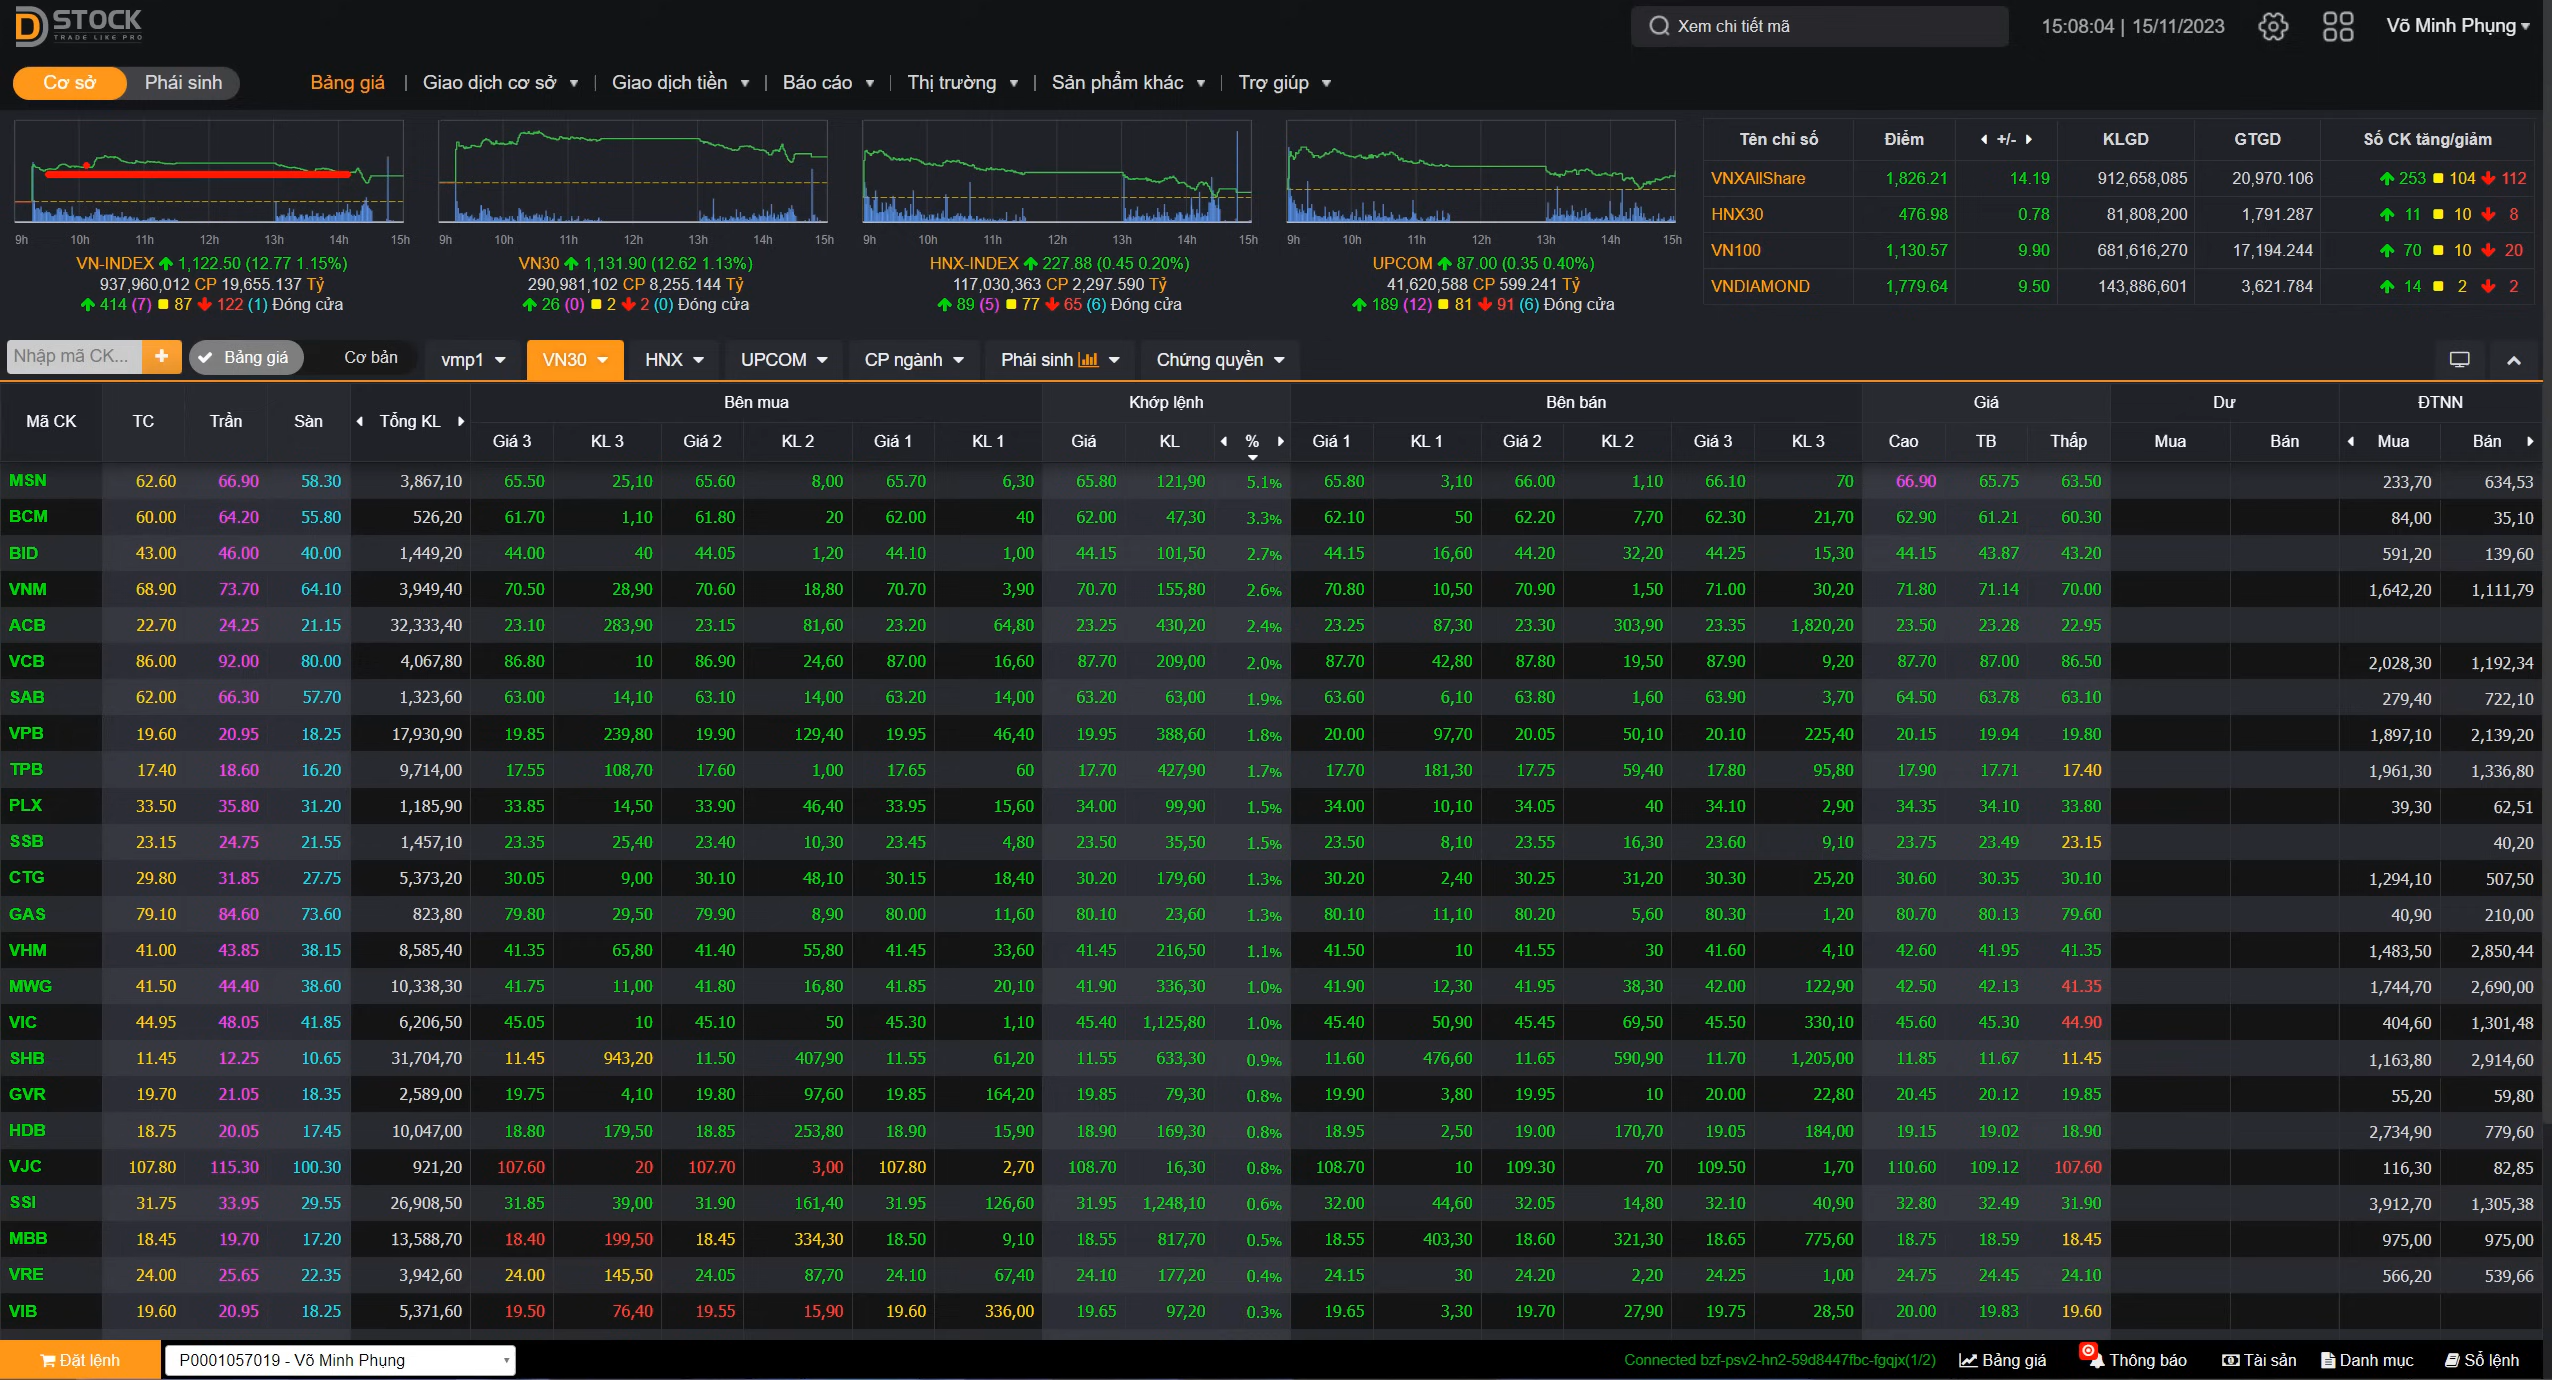 D STOCK
TRADE LIKE PRO
Xem chi tiết mã
15:08:04 | 15/11/2023
Võ Minh Phụng
Cơ sở Phái sinh Bảng giá | Giao dịch cơ sở | Giao dịch tiền | Báo cáo | Thị trường | Sản phẩm khác | Trợ giúp
9h 10h 11h 12h 13h 14h 15h
VN-INDEX 1,122.50 (12.77 1.15%)
937,960,012 CP 19,655.137 Tỷ
414 (7) 87 122 (1) Đóng cửa
9h 10h 11h 12h 13h 14h 15h
VN30 1,131.90 (12.62 1.13%)
290,981,102 CP 8,255.144 Tỷ
26 (0) 2 2 (0) Đóng cửa
9h 10h 11h 12h 13h 14h 15h
HNX-INDEX 227.88 (0.45 0.20%)
117,030,363 CP 2,297.590 Tỷ
89 (5) 77 65 (6) Đóng cửa
9h 10h 11h 12h 13h 14h 15h
UPCOM 87.00 (0.35 0.40%)
41,620,588 CP 599.241 Tỷ
189 (12) 81 91 (6) Đóng cửa
Tên chỉ số Điểm +/- KLGD GTGD Số CK tăng/giảm
VNXAllShare 1,826.21 14.19 912,658,085 20,970.106 253 104 112
HNX30 476.98 0.78 81,808,200 1,791.287 11 10 8
VN100 1,130.57 9.90 681,616,270 17,194.244 70 10 20
VNDIAMOND 1,779.64 9.50 143,886,601 3,621.784 14 2 2
Nhập mã CK... + Bảng giá Cơ bản vmp1 VN30 HNX UPCOM CP ngành Phái sinh Chứng quyền
Mã CK TC Trần Sàn Tổng KL Bên mua Khớp lệnh Bên bán Giá Dư ĐTNN
Giá 3 KL 3 Giá 2 KL 2 Giá 1 KL 1 Giá KL % Giá 1 KL 1 Giá 2 KL 2 Giá 3 KL 3 Cao TB Thấp Mua Bán Mua Bán
MSN 62.60 66.90 58.30 3,867,10 65.50 25,10 65.60 8,00 65.70 6,30 65.80 121,90 5.1% 65.80 3,10 66.00 1,10 66.10 70 66.90 65.75 63.50 233,70 634,53
BCM 60.00 64.20 55.80 526,20 61.70 1,10 61.80 20 62.00 40 62.00 47,30 3.3% 62.10 50 62.20 7,70 62.30 21,70 62.90 61.21 60.30 84,00 35,10
BID 43.00 46.00 40.00 1,449,20 44.00 40 44.05 1,20 44.10 1,00 44.15 101,50 2.7% 44.15 16,60 44.20 32,20 44.25 15,30 44.15 43.87 43.20 591,20 139,60
VNM 68.90 73.70 64.10 3,949,40 70.50 28,90 70.60 18,80 70.70 3,90 70.70 155,80 2.6% 70.80 10,50 70.90 1,50 71.00 30,20 71.80 71.14 70.00 1,642,20 1,111,79
ACB 22.70 24.25 21.15 32,333,40 23.10 283,90 23.15 81,60 23.20 64,80 23.25 430,20 2.4% 23.25 87,30 23.30 303,90 23.35 1,820,20 23.50 23.28 22.95
VCB 86.00 92.00 80.00 4,067,80 86.80 10 86.90 24,60 87.00 16,60 87.70 209,00 2.0% 87.70 42,80 87.80 19,50 87.90 9,20 87.70 87.00 86.50 2,028,30 1,192,34
SAB 62.00 66.30 57.70 1,323,60 63.00 14,10 63.10 14,00 63.20 14,00 63.20 63,00 1.9% 63.60 6,10 63.80 1,60 63.90 3,70 64.50 63.78 63.10 279,40 722,10
VPB 19.60 20.95 18.25 17,930,90 19.85 239,80 19.90 129,40 19.95 46,40 19.95 388,60 1.8% 20.00 97,70 20.05 50,10 20.10 225,40 20.15 19.94 19.80 1,897,10 2,139,20
TPB 17.40 18.60 16.20 9,714,00 17.55 108,70 17.60 1,00 17.65 60 17.70 427,90 1.7% 17.70 181,30 17.75 59,40 17.80 95,80 17.90 17.71 17.40 1,961,30 1,336,80
PLX 33.50 35.80 31.20 1,185,90 33.85 14,50 33.90 46,40 33.95 15,60 34.00 99,90 1.5% 34.00 10,10 34.05 40 34.10 2,90 34.35 34.10 33.80 39,30 62,51
SSB 23.15 24.75 21.55 1,457,10 23.35 25,40 23.40 10,30 23.45 4,80 23.50 35,50 1.5% 23.50 8,10 23.55 16,30 23.60 9,10 23.75 23.49 23.15 40,20
CTG 29.80 31.85 27.75 5,373,20 30.05 9,00 30.10 48,10 30.15 18,40 30.20 179,60 1.3% 30.20 2,40 30.25 31,20 30.30 25,20 30.60 30.35 30.10 1,294,10 507,50
GAS 79.10 84.60 73.60 823,80 79.80 29,50 79.90 8,90 80.00 11,60 80.10 23,60 1.3% 80.10 11,10 80.20 5,60 80.30 1,20 80.70 80.13 79.60 40,90 210,00
VHM 41.00 43.85 38.15 8,585,40 41.35 65,80 41.40 55,80 41.45 33,60 41.45 216,50 1.1% 41.50 10 41.55 30 41.60 4,10 42.60 41.95 41.35 1,483,50 2,850,44
MWG 41.50 44.40 38.60 10,338,30 41.75 11,00 41.80 16,80 41.85 20,10 41.90 336,30 1.0% 41.90 12,30 41.95 38,30 42.00 122,90 42.50 42.13 41.35 1,744,70 2,690,00
VIC 44.95 48.05 41.85 6,206,50 45.05 10 45.10 50 45.30 1,10 45.40 1,125,80 1.0% 45.40 50,90 45.45 69,50 45.50 330,10 45.60 45.30 44.90 404,60 1,301,48
SHB 11.45 12.25 10.65 31,704,70 11.45 943,20 11.50 407,90 11.55 61,20 11.55 633,30 0.9% 11.60 476,60 11.65 590,90 11.70 1,205,00 11.85 11.67 11.45 1,163,80 2,914,60
GVR 19.70 21.05 18.35 2,589,00 19.75 4,10 19.80 97,60 19.85 164,20 19.85 79,30 0.8% 19.90 3,80 19.95 10 20.00 22,80 20.45 20.12 19.85 55,20 59,80
HDB 18.75 20.05 17.45 10,047,00 18.80 179,50 18.85 253,80 18.90 15,90 18.90 169,30 0.8% 18.95 2,50 19.00 170,70 19.05 184,00 19.15 19.02 18.90 2,734,90 779,60
VJC 107.80 115.30 100.30 921,20 107.60 20 107.70 3,00 107.80 2,70 108.70 16,30 0.8% 108.70 10 109.30 70 109.50 1,70 110.60 109.12 107.60 116,30 82,85
SSI 31.75 33.95 29.55 26,908,50 31.85 39,00 31.90 161,40 31.95 126,60 31.95 1,248,10 0.6% 32.00 44,60 32.05 14,80 32.10 40,90 32.80 32.49 31.90 3,912,70 1,305,38
MBB 18.45 19.70 17.20 13,588,70 18.40 199,50 18.45 334,30 18.50 9,10 18.55 817,70 0.5% 18.55 403,30 18.60 321,30 18.65 775,60 18.75 18.59 18.45 975,00 975,00
VRE 24.00 25.65 22.35 3,942,60 24.00 145,50 24.05 87,70 24.10 67,40 24.10 177,20 0.4% 24.15 30 24.20 2,20 24.25 1,00 24.75 24.45 24.10 566,20 539,66
VIB 19.60 20.95 18.25 5,371,60 19.50 76,40 19.55 15,90 19.60 336,00 19.65 97,20 0.3% 19.65 3,30 19.70 27,90 19.75 28,50 20.00 19.83 19.60
Đặt lệnh P0001057019 - Võ Minh Phụng Connected bzf-psv2-hn2-59d8447fbc-fgqjx(1/2) Bảng giá Thông báo Tài sản Danh mục Sổ lệnh